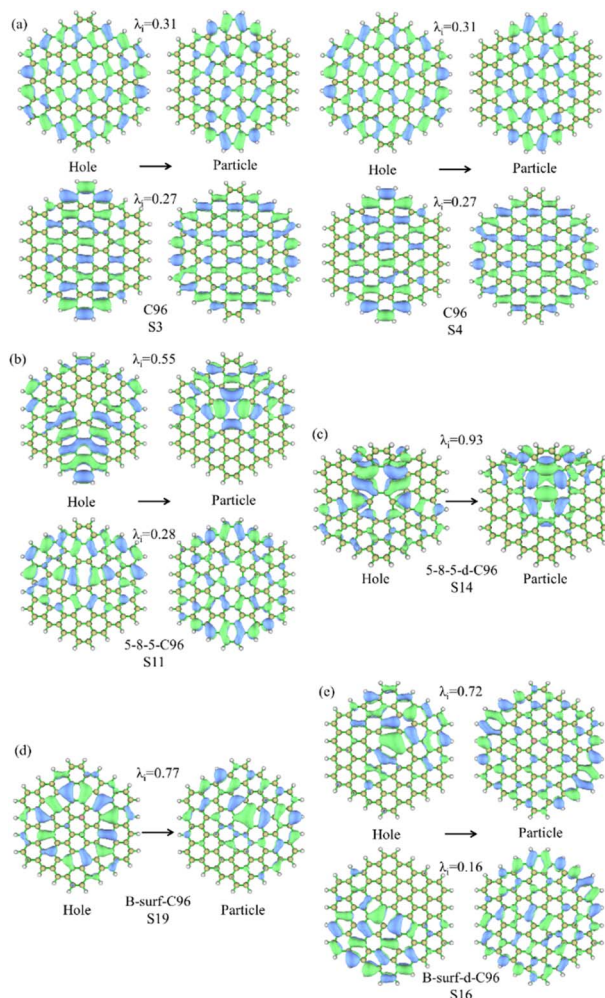 (a)
λi=0.31
Hole
Particle
λi=0.27
C96
S3
λi=0.31
Hole
Particle
λi=0.27
C96
S4
(b)
λi=0.55
Hole
Particle
λi=0.28
5-8-5-C96
S11
(c)
λi=0.93
Hole
Particle
5-8-5-d-C96
S14
(d)
λi=0.77
Hole
Particle
B-surf-C96
S19
(e)
λi=0.72
Hole
Particle
λi=0.16
B-surf-d-C96
S16